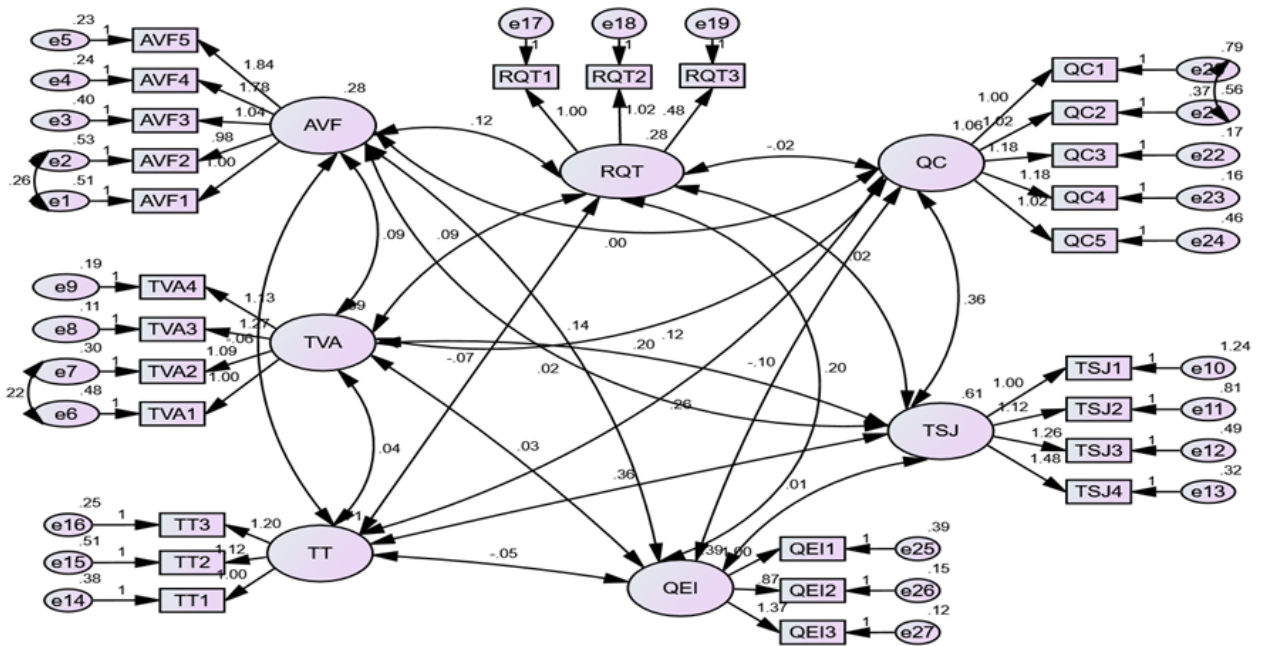 .23
e5 1 AVF5
.24
e4 1 AVF4
.40
e3 1 AVF3
.53
e2 1 AVF2
.26
.51
e1 1 AVF1
1.84
1.78
1.04
.98
1.00
.28
AVF
e17 e18 e19
1 1 1
RQT1 RQT2 RQT3
1.00 1.02 .48
.28
RQT
.12
-.02
QC
1.00
1.02
1.06
1.18
1.18
1.02
.79
QC1 1
.56
.37
QC2 1
.17
QC3 1 e22
.16
QC4 1 e23
.46
QC5 1 e24
.09
.09
.00
.02
.36
.19
e9 1 TVA4
.11
e8 1 TVA3
.30
e7 1 TVA2
.22
.48
e6 1 TVA1
1.13
1.27
-.06
1.09
1.00
TVA
.14
.20
.12
.02
-.07
-.10
.20
.26
.04
.03
.36
.01
-.05
.61
TSJ
1.00
1.12
1.26
1.48
1.24
TSJ1 1 e10
.81
TSJ2 1 e11
.49
TSJ3 1 e12
.32
TSJ4 1 e13
.25
e16 1 TT3
.51
e15 1 TT2
.38
e14 1 TT1
1.20
1.12
1.00
TT
QEI
.39
1.00
.87
1.37
.39
QEI1 1 e25
.15
QEI2 1 e26
.12
QEI3 1 e27